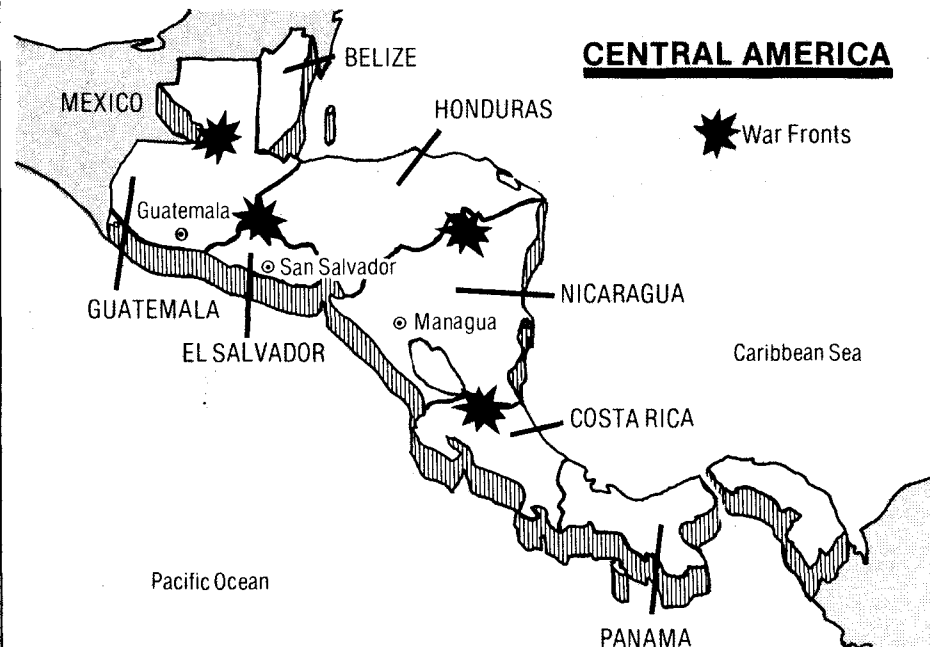 CENTRAL AMERICA
BELIZE
MEXICO
HONDURAS
War Fronts
Guatemala
San Salvador
GUATEMALA
NICARAGUA
Managua
EL SALVADOR
Caribbean Sea
COSTA RICA
Pacific Ocean
PANAMA